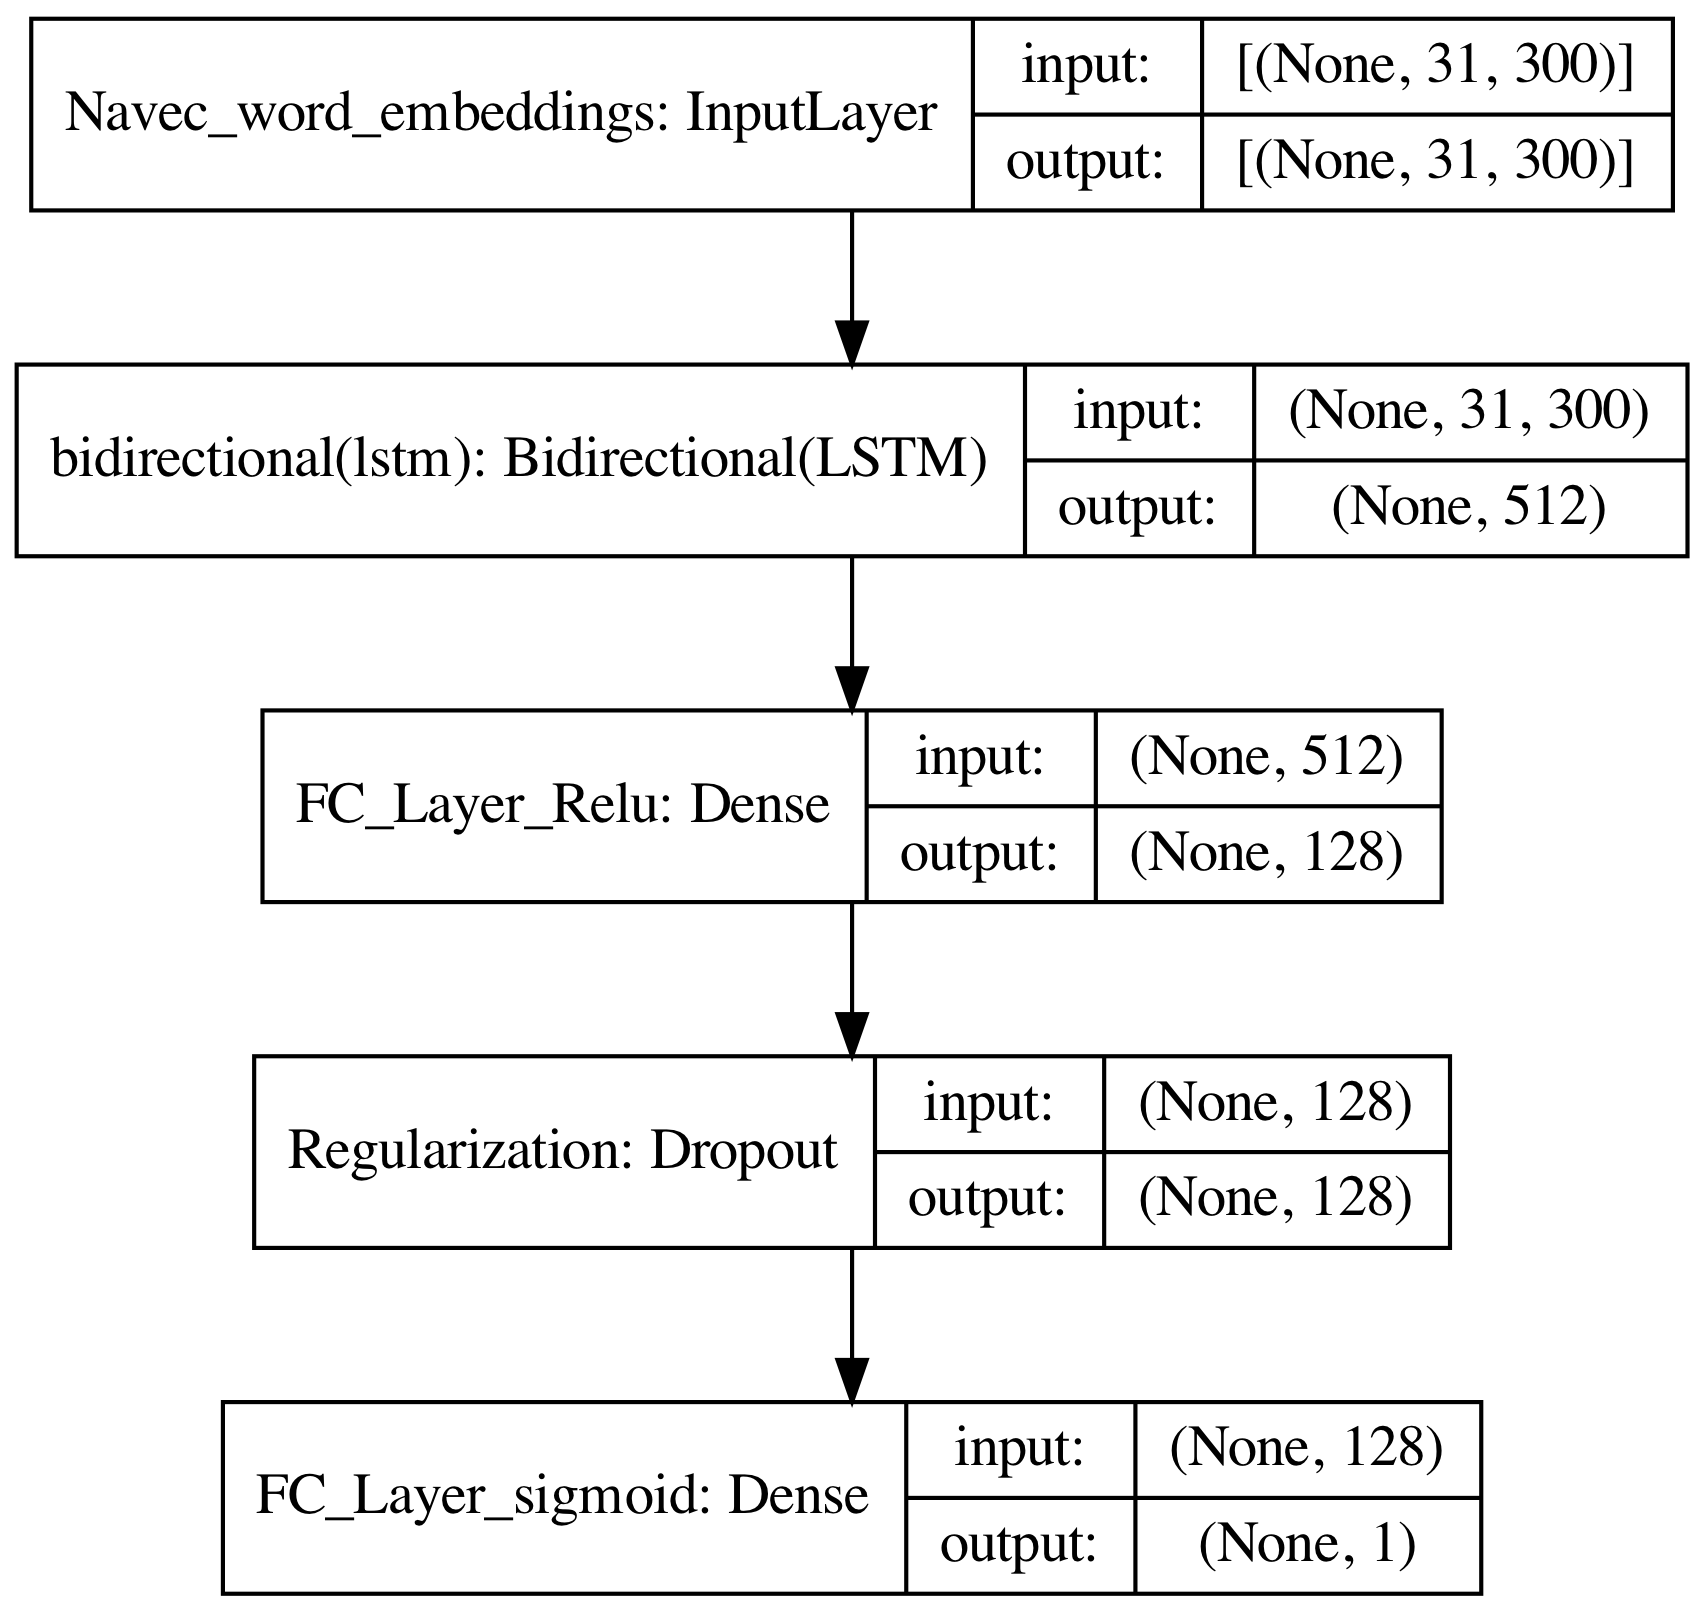 Navec_word_embeddings: InputLayer
input:
[(None, 31, 300)]
output:
[(None, 31, 300)]
bidirectional(lstm): Bidirectional(LSTM)
input:
(None, 31, 300)
output:
(None, 512)
FC_Layer_Relu: Dense
input:
(None, 512)
output:
(None, 128)
Regularization: Dropout
input:
(None, 128)
output:
(None, 128)
FC_Layer_sigmoid: Dense
input:
(None, 128)
output:
(None, 1)